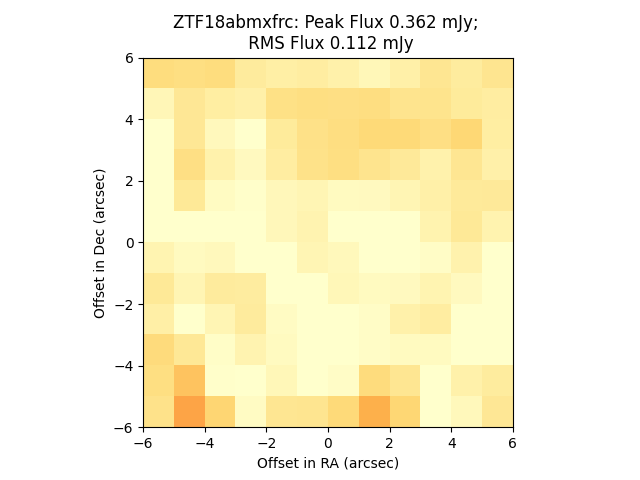 ZTF18abmxfrc: Peak Flux 0.362 mJy;
RMS Flux 0.112 mJy
6
4
2
0
−2
−4
−6
Offset in Dec (arcsec)
−6 −4 −2 0 2 4 6
Offset in RA (arcsec)